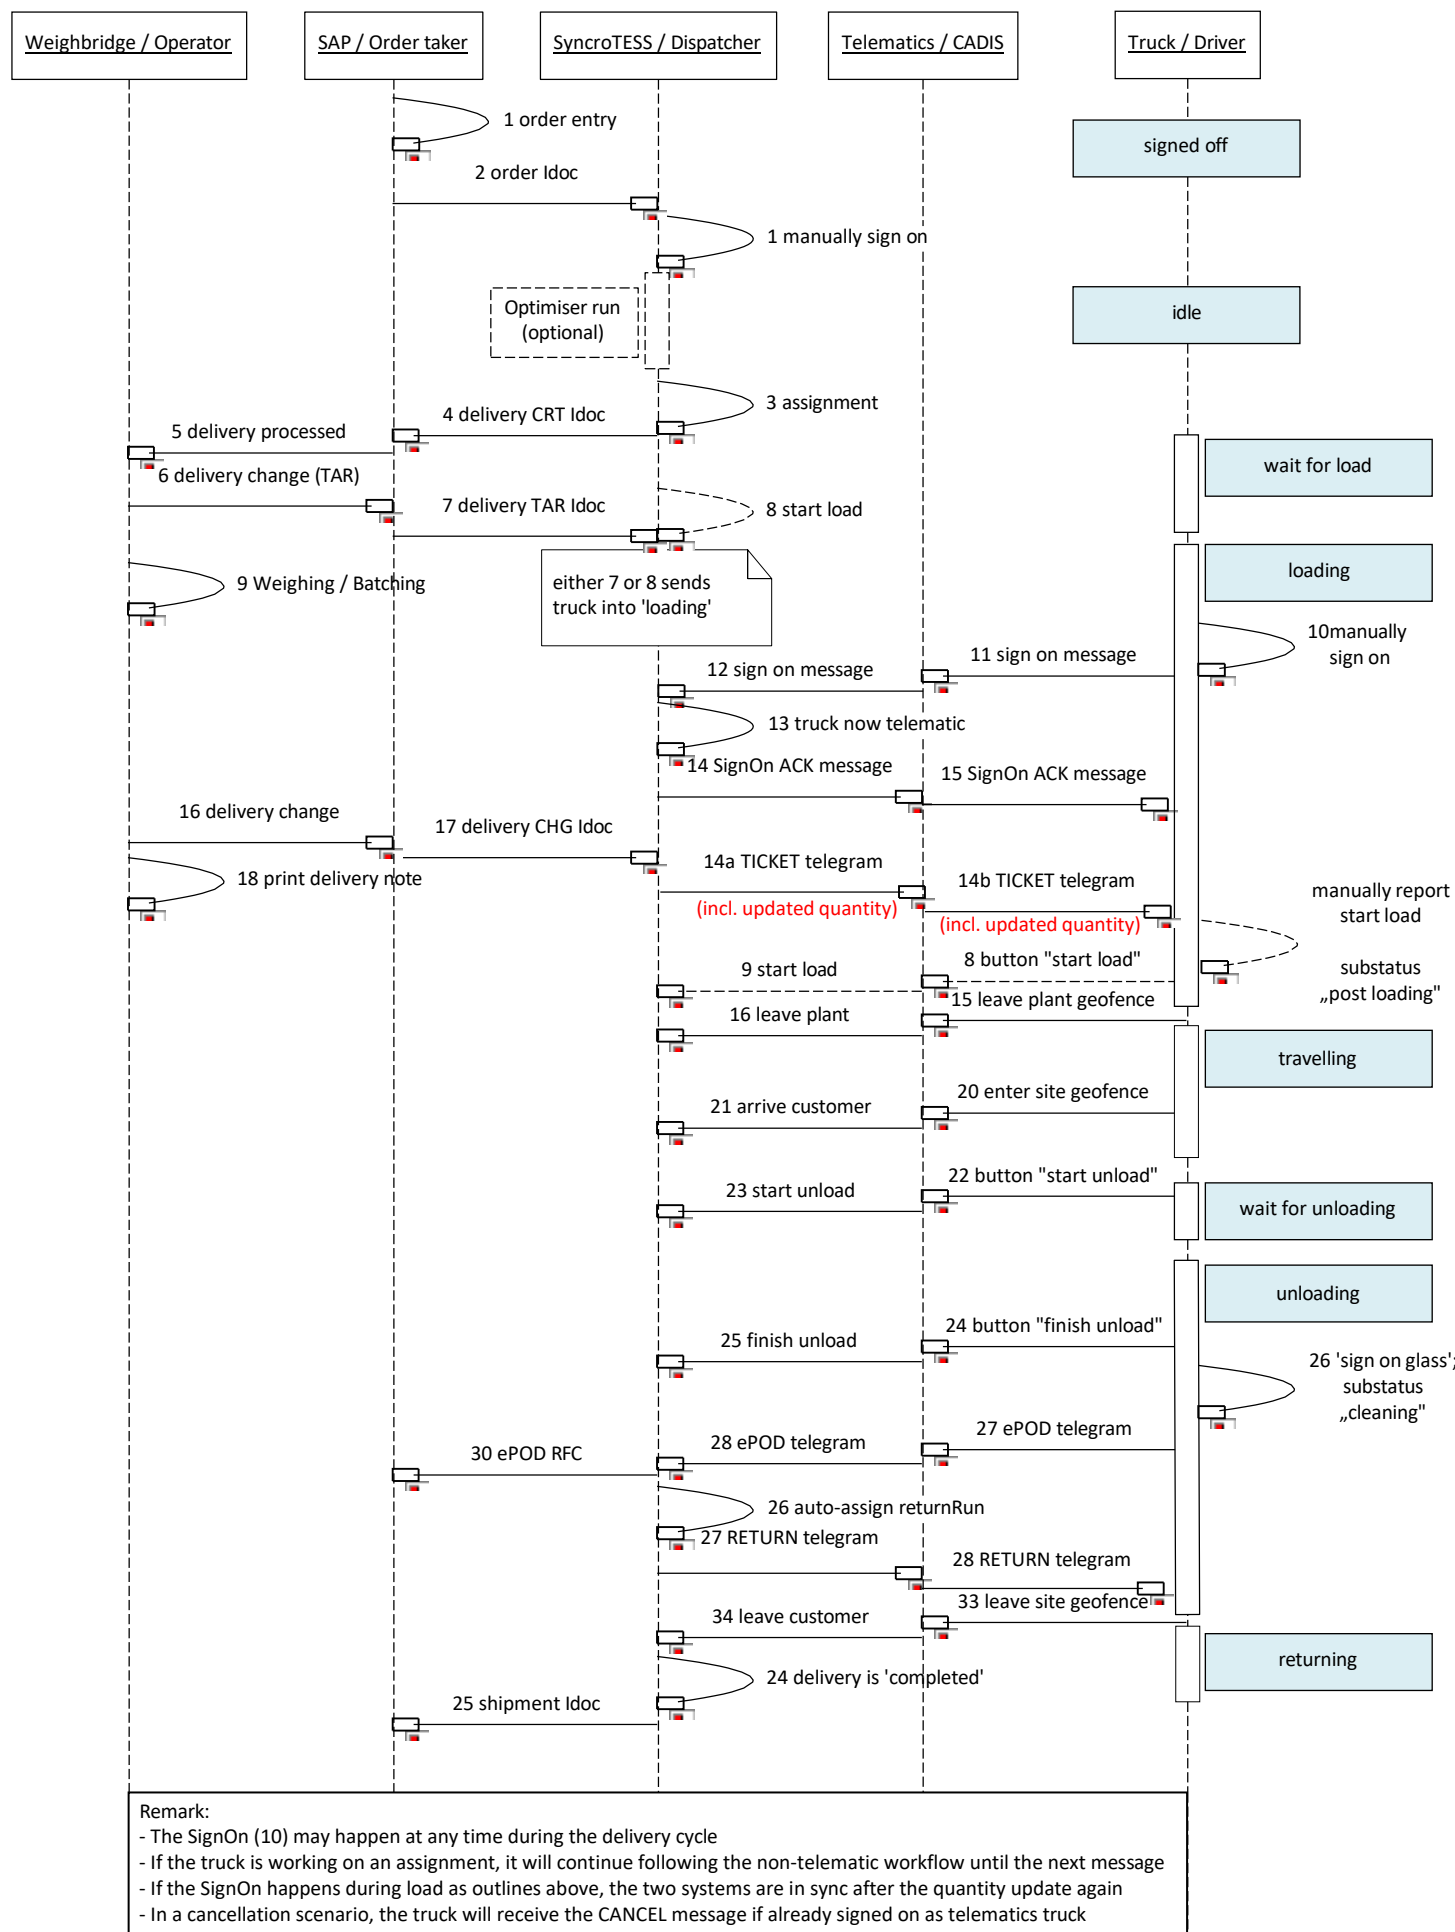 Weighbridge / Operator
SAP / Order taker
SyncroTESS / Dispatcher
Telematics / CADIS
Truck / Driver
1 order entry
signed off
2 order Idoc
1 manually sign on
Optimiser run
(optional)
idle
3 assignment
4 delivery CRT Idoc
5 delivery processed
wait for load
6 delivery change (TAR)
7 delivery TAR Idoc
8 start load
either 7 or 8 sends
truck into 'loading'
loading
9 Weighing / Batching
10manually
sign on
11 sign on message
12 sign on message
13 truck now telematic
14 SignOn ACK message
15 SignOn ACK message
16 delivery change
17 delivery CHG Idoc
14a TICKET telegram
(incl. updated quantity)
18 print delivery note
14b TICKET telegram
(incl. updated quantity)
manually report
start load
8 button "start load"
9 start load
substatus
„post loading"
15 leave plant geofence
16 leave plant
travelling
20 enter site geofence
21 arrive customer
22 button "start unload"
23 start unload
wait for unloading
unloading
24 button "finish unload"
25 finish unload
26 'sign on glass';
substatus
„cleaning"
27 ePOD telegram
28 ePOD telegram
30 ePOD RFC
26 auto-assign returnRun
27 RETURN telegram
28 RETURN telegram
33 leave site geofence
34 leave customer
returning
24 delivery is 'completed'
25 shipment Idoc
Remark:
- The SignOn (10) may happen at any time during the delivery cycle
- If the truck is working on an assignment, it will continue following the non-telematic workflow until the next message
- If the SignOn happens during load as outlines above, the two systems are in sync after the quantity update again
- In a cancellation scenario, the truck will receive the CANCEL message if already signed on as telematics truck